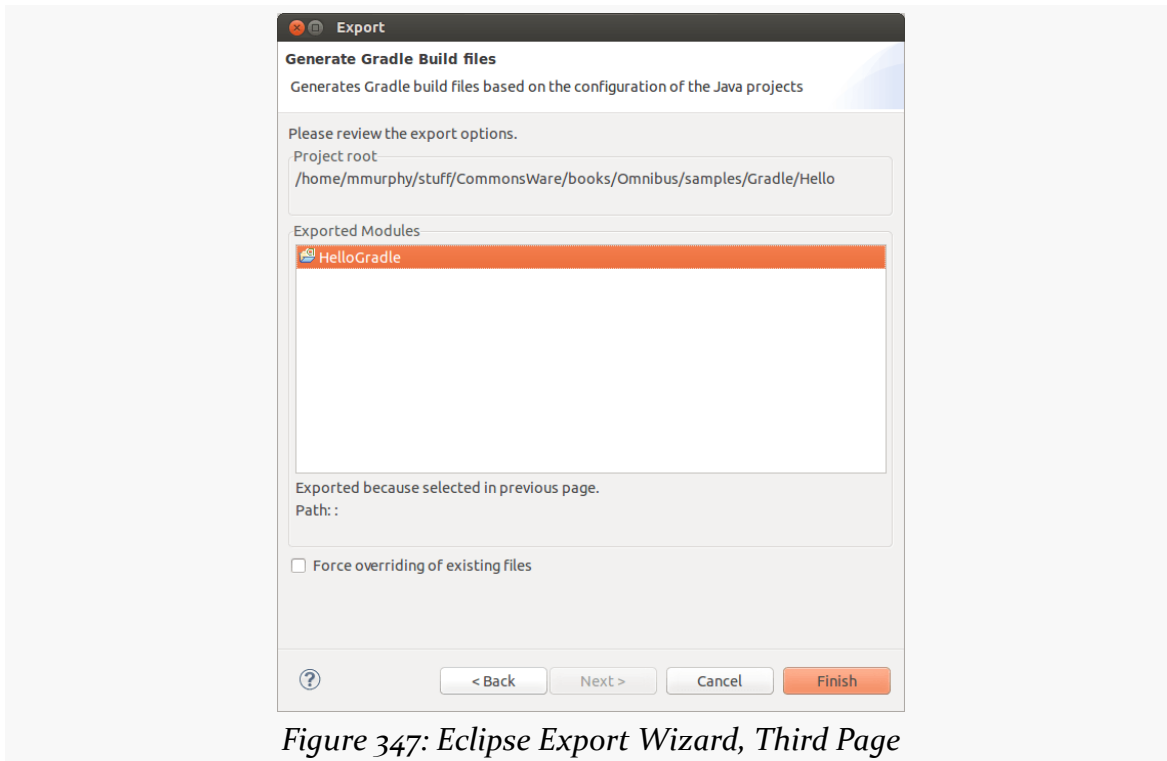 Export
Generate Gradle Build files
Generates Gradle build files based on the configuration of the Java projects
Please review the export options.
Project root
/home/mmurphy/stuff/CommonsWare/books/Omnibus/samples/Gradle/Hello
Exported Modules
HelloGradle
Exported because selected in previous page.
Path: :
Force overriding of existing files
? < Back Next > Cancel Finish
Figure 347: Eclipse Export Wizard, Third Page